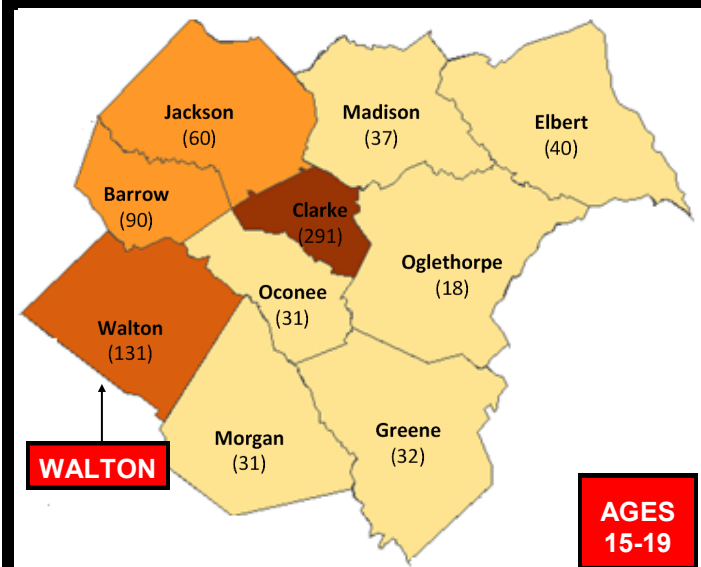 Jackson
(60)
Madison
(37)
Elbert
(40)
Barrow
(90)
Clarke
(291)
Oglethorpe
(18)
Oconee
(31)
Walton
(131)
Morgan
(31)
Greene
(32)
WALTON
AGES
15-19